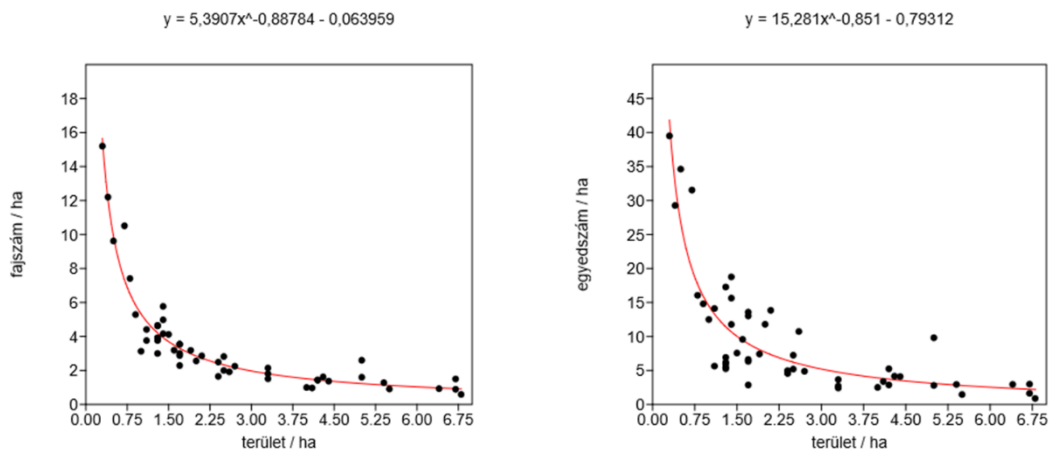 y = 5,3907x^-0,88784 - 0,063959
18
16
14
12
10
8
6
4
2
0
fajszám / ha
0.00 0.75 1.50 2.25 3.00 3.75 4.50 5.25 6.00 6.75
terület / ha
y = 15,281x^-0,851 - 0,79312
45
40
35
30
25
20
15
10
5
0
egyedszám / ha
0.00 0.75 1.50 2.25 3.00 3.75 4.50 5.25 6.00 6.75
terület / ha